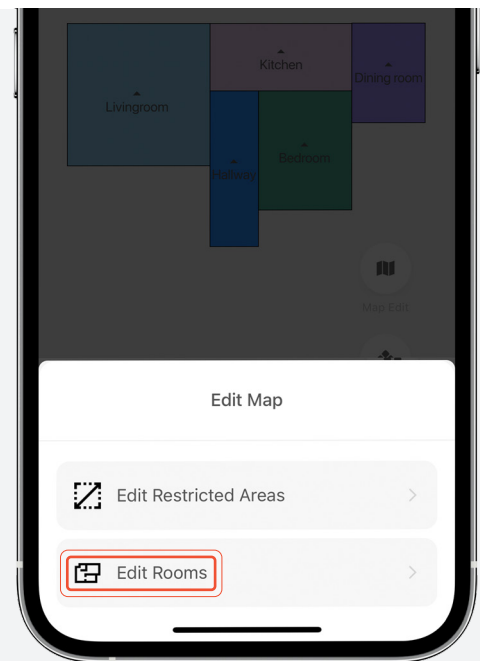 Kitchen
Dining room
Livingroom
Bedroom
Hallway
Map Edit
Edit Map
Edit Restricted Areas
Edit Rooms